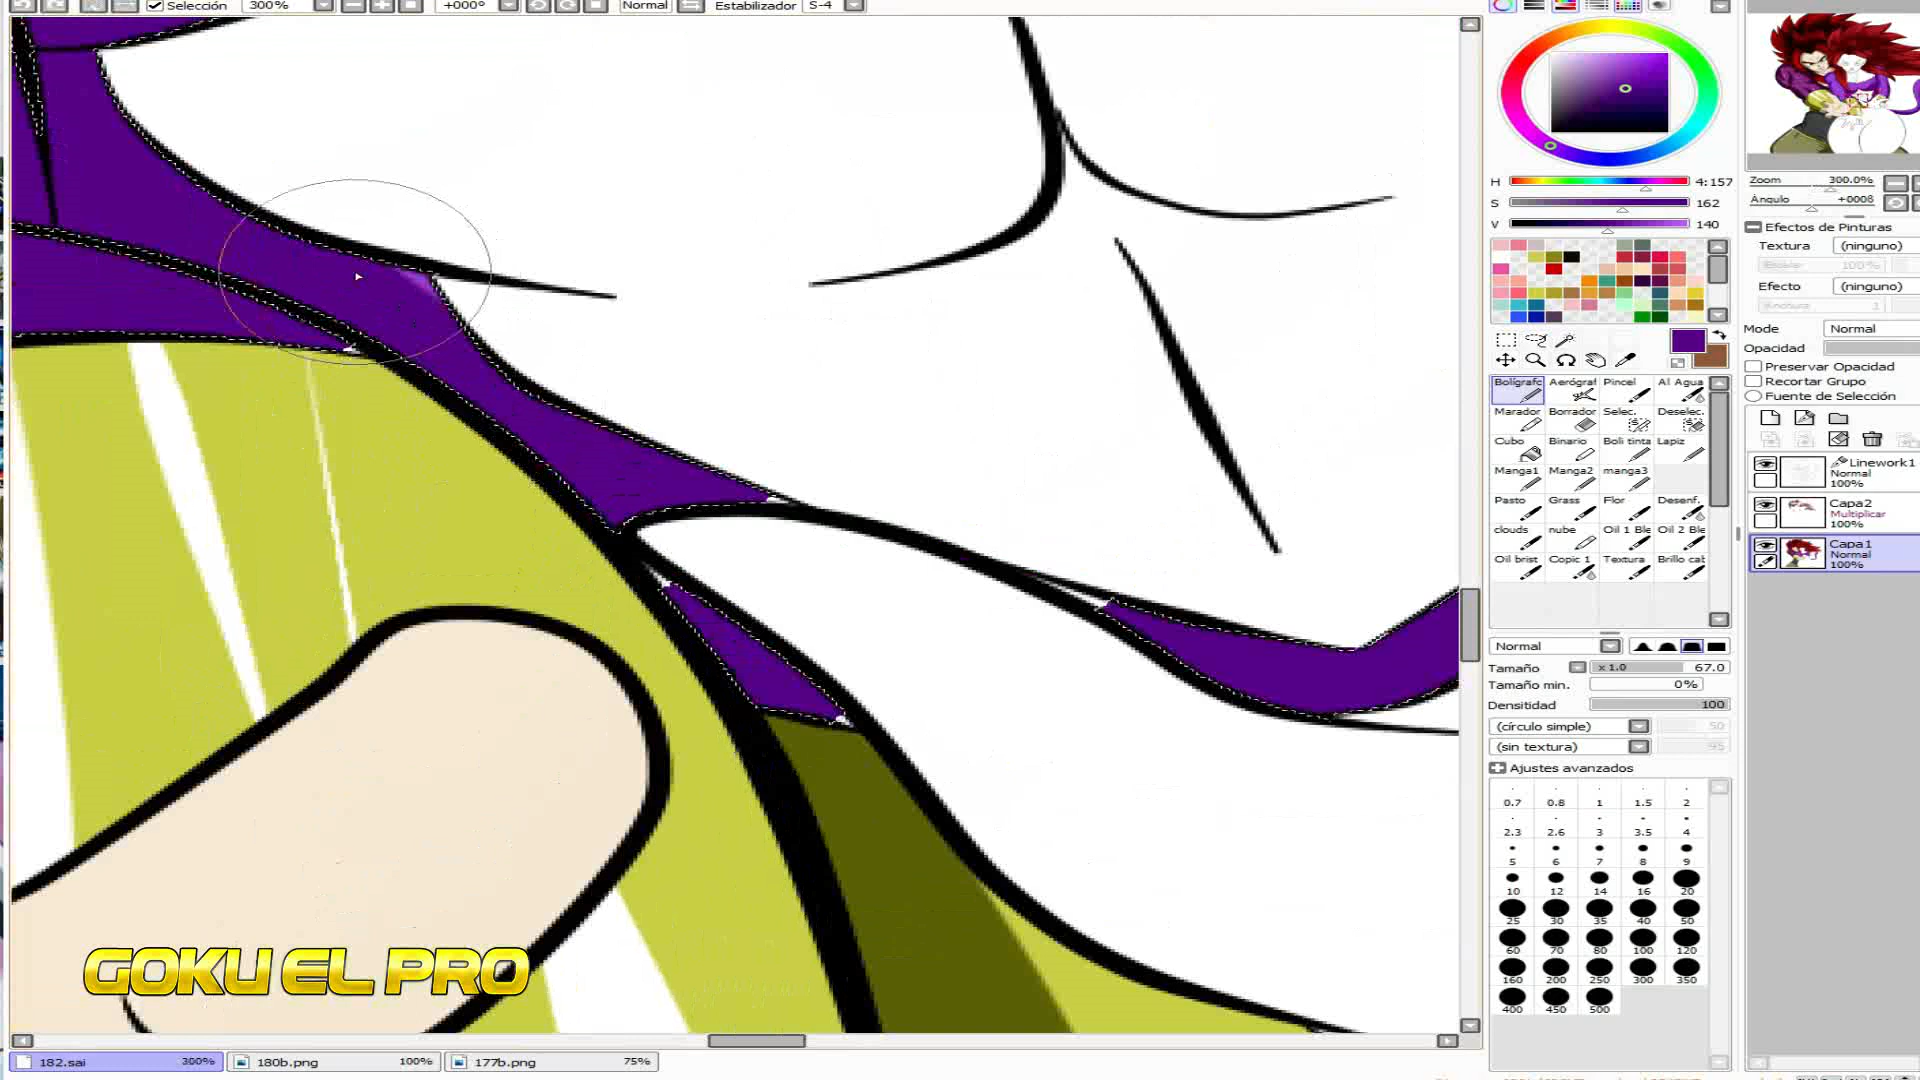 Selección 300% +000° Normal Estabilizador S-4
H 4:157
S 162
V 140
Zoom 300.0%
Angulo +0008
Efectos de Pinturas
Textura (ninguno)
100%
Efecto (ninguno)
1
Mode Normal
Opacidad
Preservar Opacidad
Recortar Grupo
Fuente de Selección
Bolígrafo Aerógraf Pincel Al Agua
Marador Borrador Selec. Deselec.
Cubo Binario Boli tinta Lapiz
Manga1 Manga2 manga3
Pasto Grass Flor Desenf.
clouds nube Oil 1 Ble Oil 2 Ble
Oil brist Copic 1 Textura Brillo cab
Linework1
Normal
100%
Capa2
Multiplicar
100%
Capa1
Normal
100%
Normal
Tamaño x 1.0 67.0
Tamaño min. 0%
Densitidad 100
(círculo simple) 50
(sin textura) 95
Ajustes avanzados
0.7 0.8 1 1.5 2
2.3 2.6 3 3.5 4
5 6 7 8 9
10 12 14 16 20
25 30 35 40 50
60 70 80 100 120
160 200 250 300 350
400 450 500
GOKU EL PRO
182.sai 300% 180b.png 100% 177b.png 75%